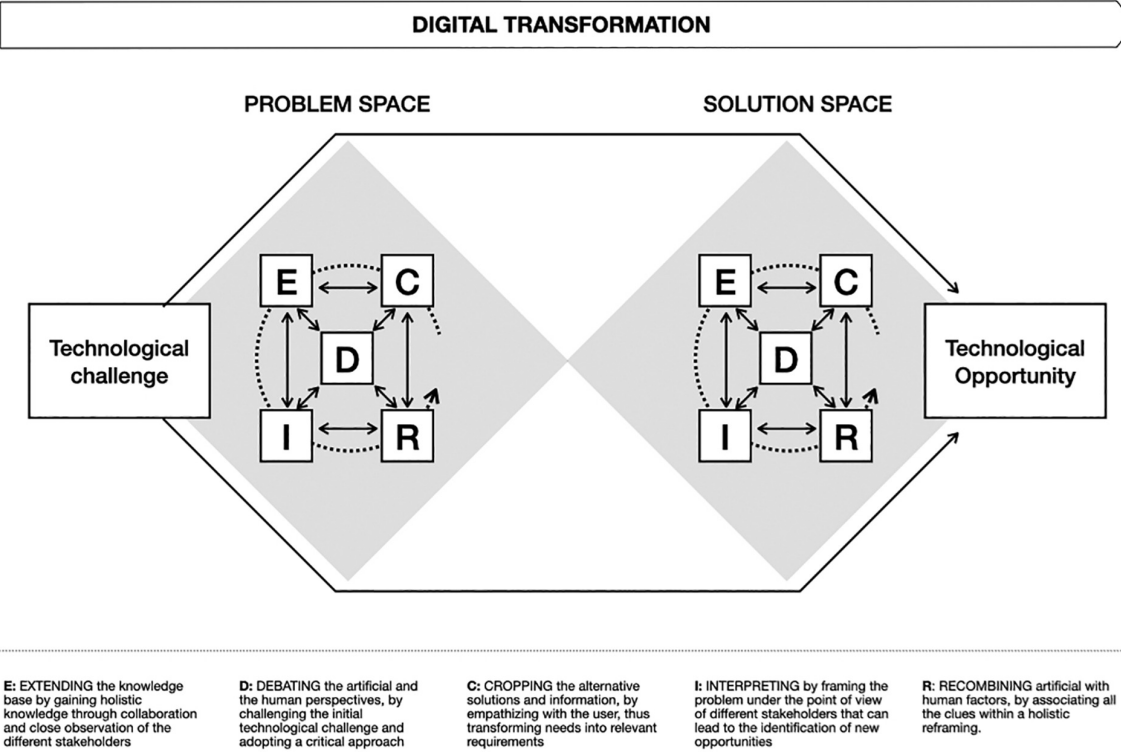 DIGITAL TRANSFORMATION
PROBLEM SPACE
SOLUTION SPACE
E
C
D
I
R
E
C
D
I
R
Technological
challenge
Technological
Opportunity
E: EXTENDING the knowledge
base by gaining holistic
knowledge through collaboration
and close observation of the
different stakeholders
D: DEBATING the artificial and
the human perspectives, by
challenging the initial
technological challenge and
adopting a critical approach
C: CROPPING the alternative
solutions and information, by
empathizing with the user, thus
transforming needs into relevant
requirements
I: INTERPRETING by framing the
problem under the point of view
of different stakeholders that can
lead to the identification of new
opportunities
R: RECOMBINING artificial with
human factors, by associating all
the clues within a holistic
reframing.